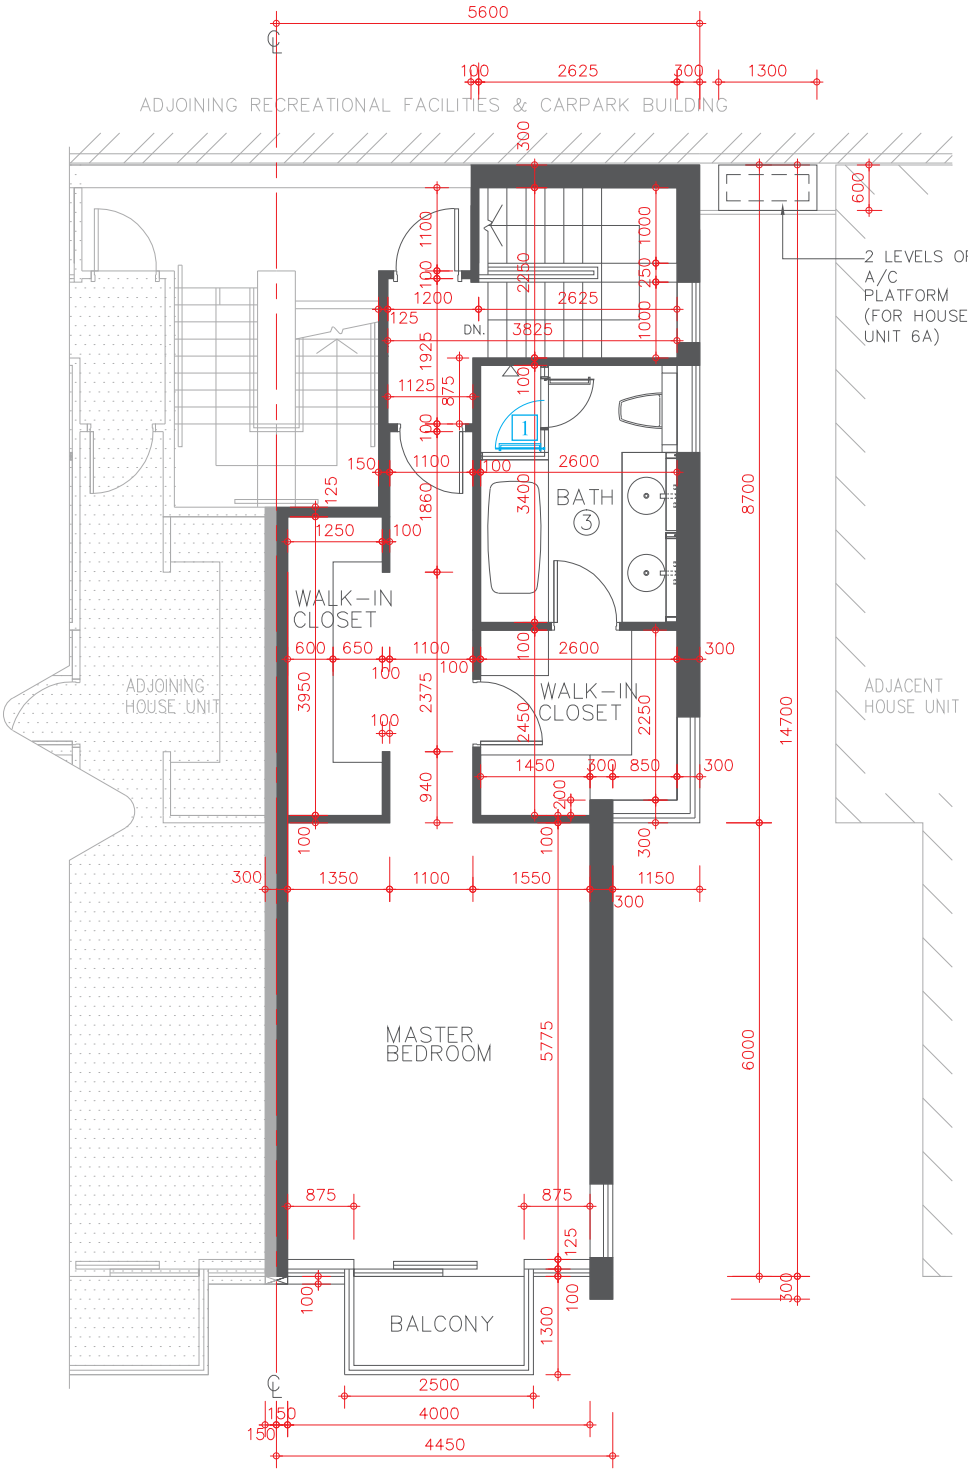 5600
C L
100 2625 300 1300
ADJOINING RECREATIONAL FACILITIES & CARPARK BUILDING
300
600
1100 1000
2250 250
100
2 LEVELS OF
A/C
PLATFORM
(FOR HOUSE
UNIT 6A)
1200 2625
125
DN. 3825 1000
1925
1125 875 100
1
100
150 1100 100 2600
125 1860 3400 8700
BATH
3
1250 100
WALK-IN
CLOSET
600 650 1100 100 2600 300
100 100
3950 2375
ADJOINING
HOUSE UNIT
WALK-IN
CLOSET
2450 2250
ADJACENT
HOUSE UNIT
14700
100
1450 300 850 300
940 200
100 100 300
300 1350 1100 1550 1150
300
MASTER
BEDROOM
5775 6000
875 875
125
100 100 300
BALCONY
1300
C L
2500
150 4000
150
4450